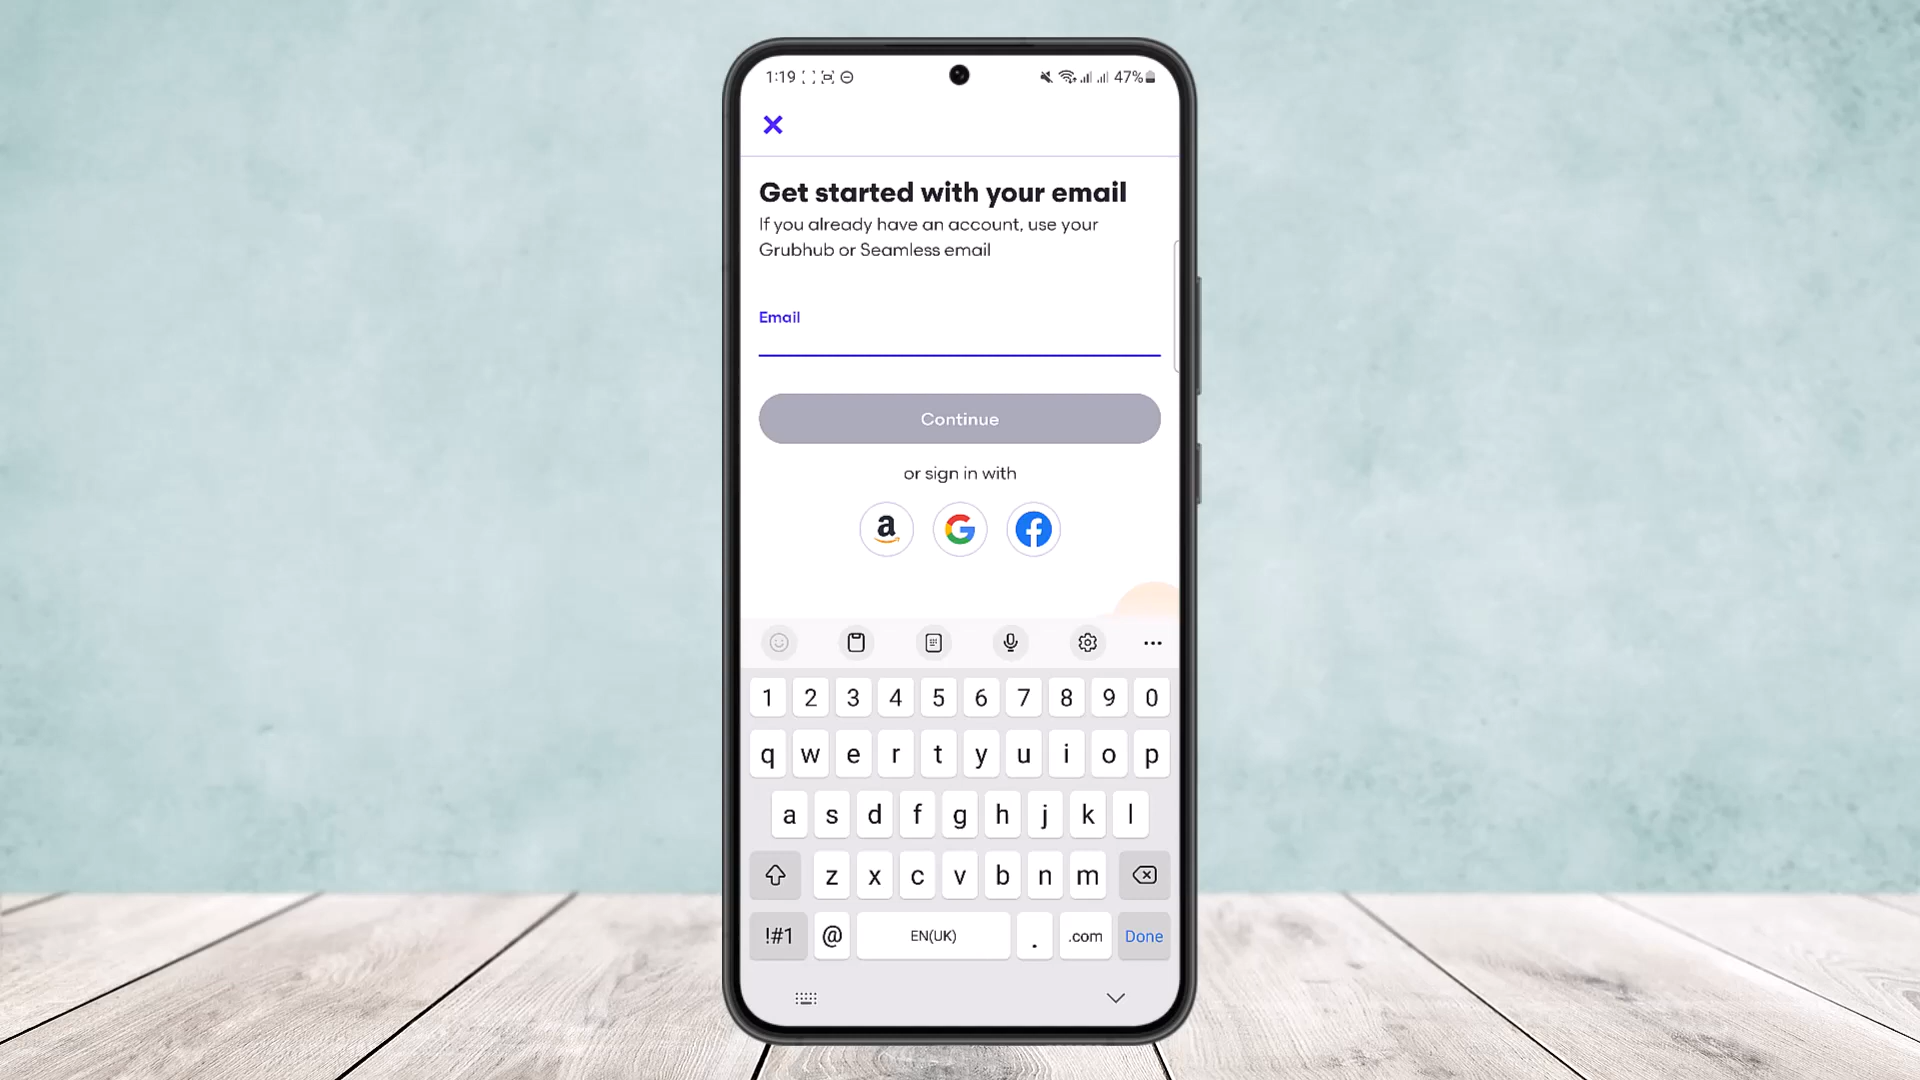 1:19 47%
Get started with your email
If you already have an account, use your
Grubhub or Seamless email
Email
Continue
or sign in with
a G f
1 2 3 4 5 6 7 8 9 0
q w e r t y u i o p
a s d f g h j k l
z x c v b n m
!#1 @ EN(UK) . .com Done